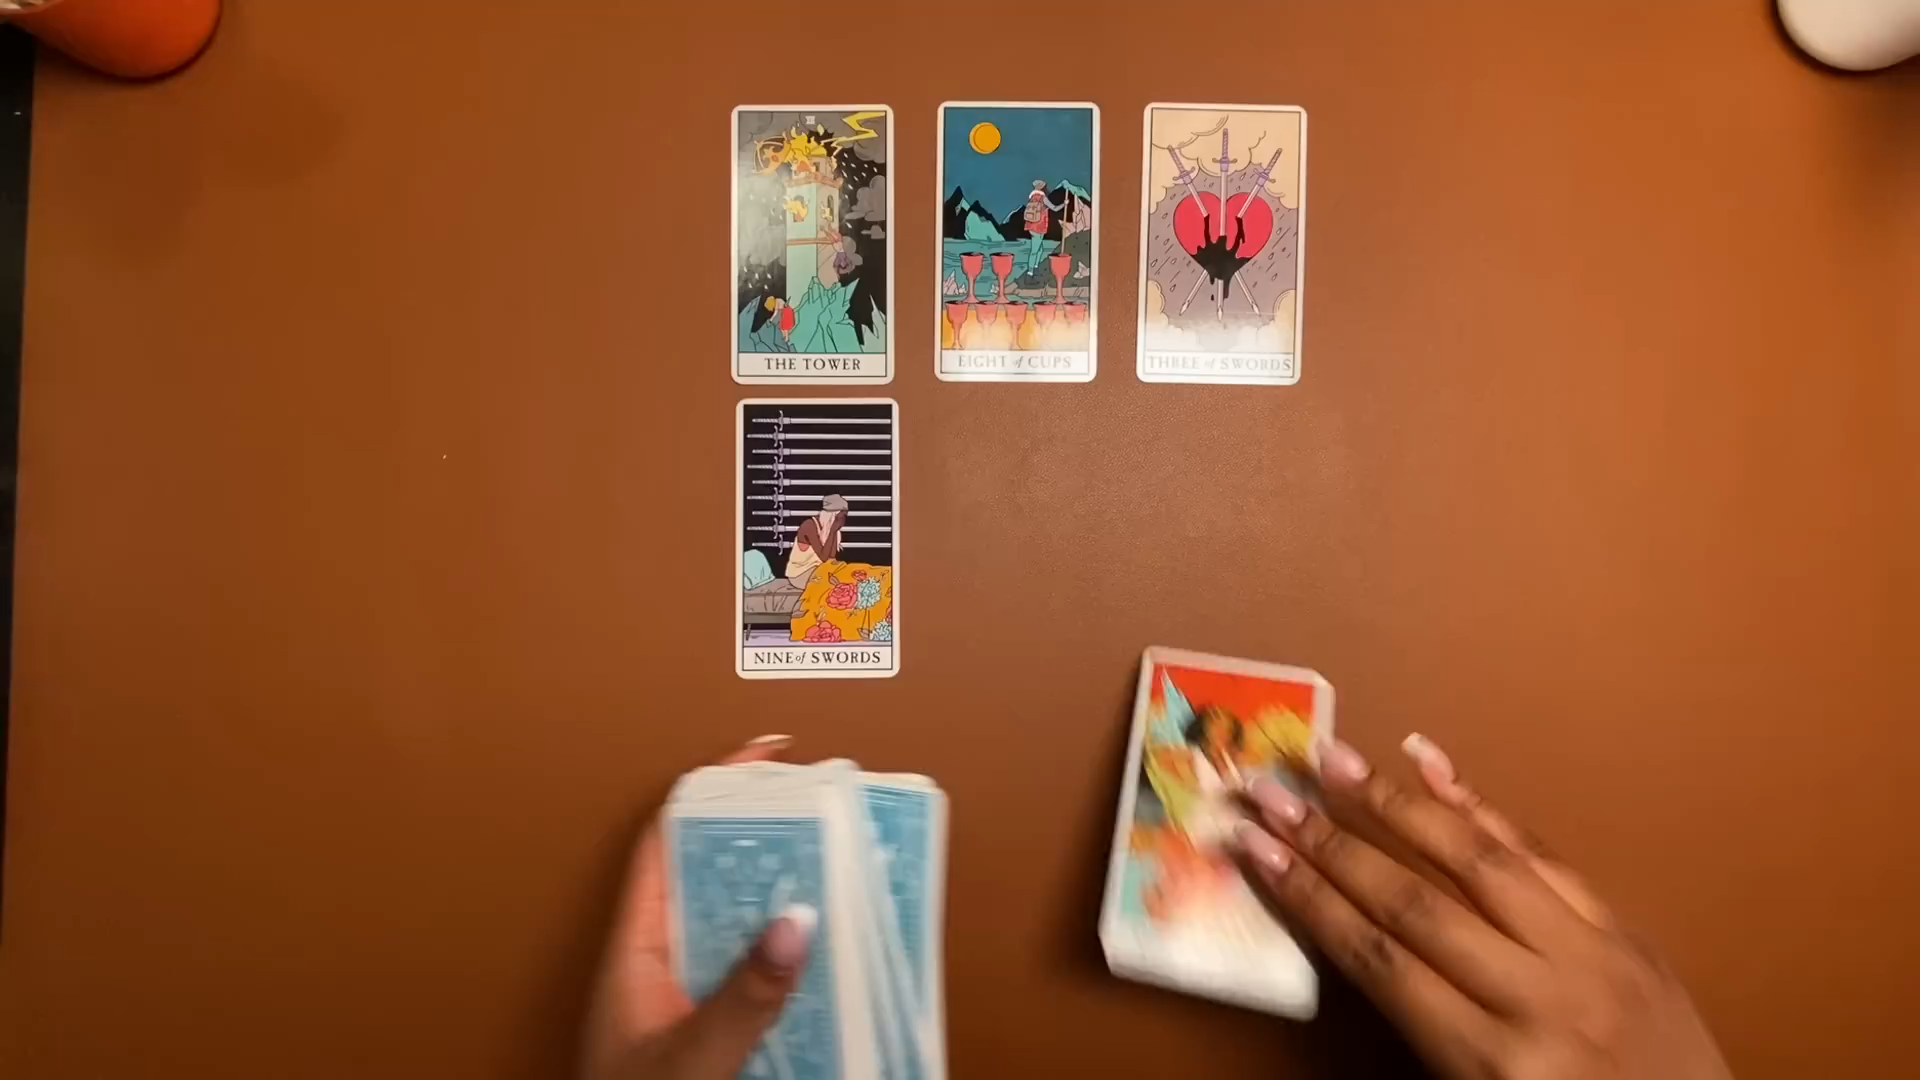 THE TOWER
EIGHT of CUPS
THREE of SWORDS
NINE of SWORDS